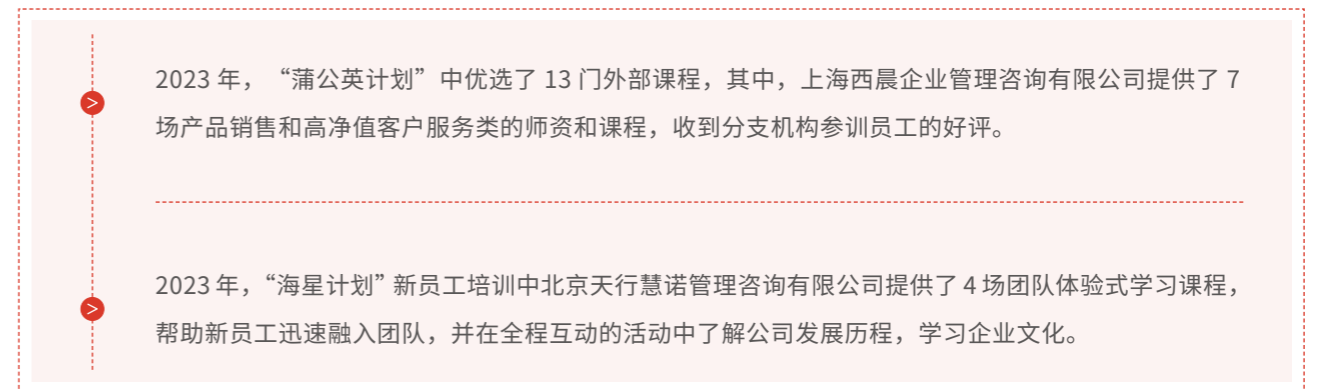 2023 年，“蒲公英计划”中优选了 13 门外部课程，其中，上海西晨企业管理咨询有限公司提供了 7
场产品销售和高净值客户服务类的师资和课程，收到分支机构参训员工的好评。
2023 年，“海星计划”新员工培训中北京天行慧诺管理咨询有限公司提供了 4 场团队体验式学习课程，
帮助新员工迅速融入团队，并在全程互动的活动中了解公司发展历程，学习企业文化。